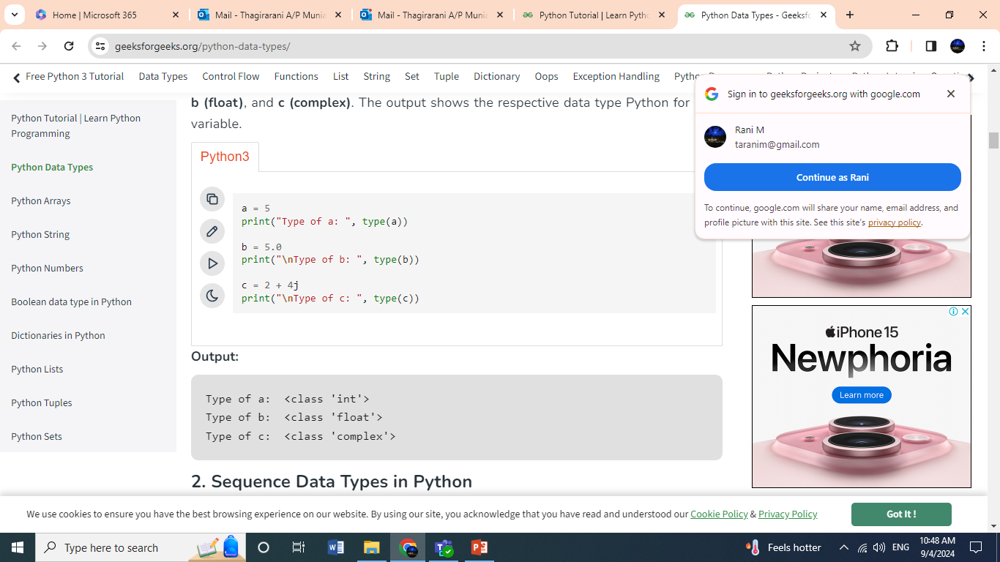 Home | Microsoft 365
Mail - Thagirarani A/P Munia
Mail - Thagirarani A/P Munia
Python Tutorial | Learn Pytho
Python Data Types - Geeksfo
geeksforgeeks.org/python-data-types/
Free Python 3 Tutorial Data Types Control Flow Functions List String Set Tuple Dictionary Oops Exception Handling
Python Tutorial | Learn Python
Programming
Python Data Types
Python Arrays
Python String
Python Numbers
Boolean data type in Python
Dictionaries in Python
Python Lists
Python Tuples
Python Sets
b (float), and c (complex). The output shows the respective data type Python for
variable.
Python3
a = 5
print("Type of a: ", type(a))
b = 5.0
print("\nType of b: ", type(b))
c = 2 + 4j
print("\nType of c: ", type(c))
Output:
Type of a:  <class 'int'>
Type of b:  <class 'float'>
Type of c:  <class 'complex'>
2. Sequence Data Types in Python
Sign in to geeksforgeeks.org with google.com
Rani M
taranim@gmail.com
Continue as Rani
To continue, google.com will share your name, email address, and
profile picture with this site. See this site's privacy policy.
iPhone 15
Newphoria
Learn more
We use cookies to ensure you have the best browsing experience on our website. By using our site, you acknowledge that you have read and understood our Cookie Policy & Privacy Policy
Got It !
Type here to search
Feels hotter
ENG
10:48 AM
9/4/2024